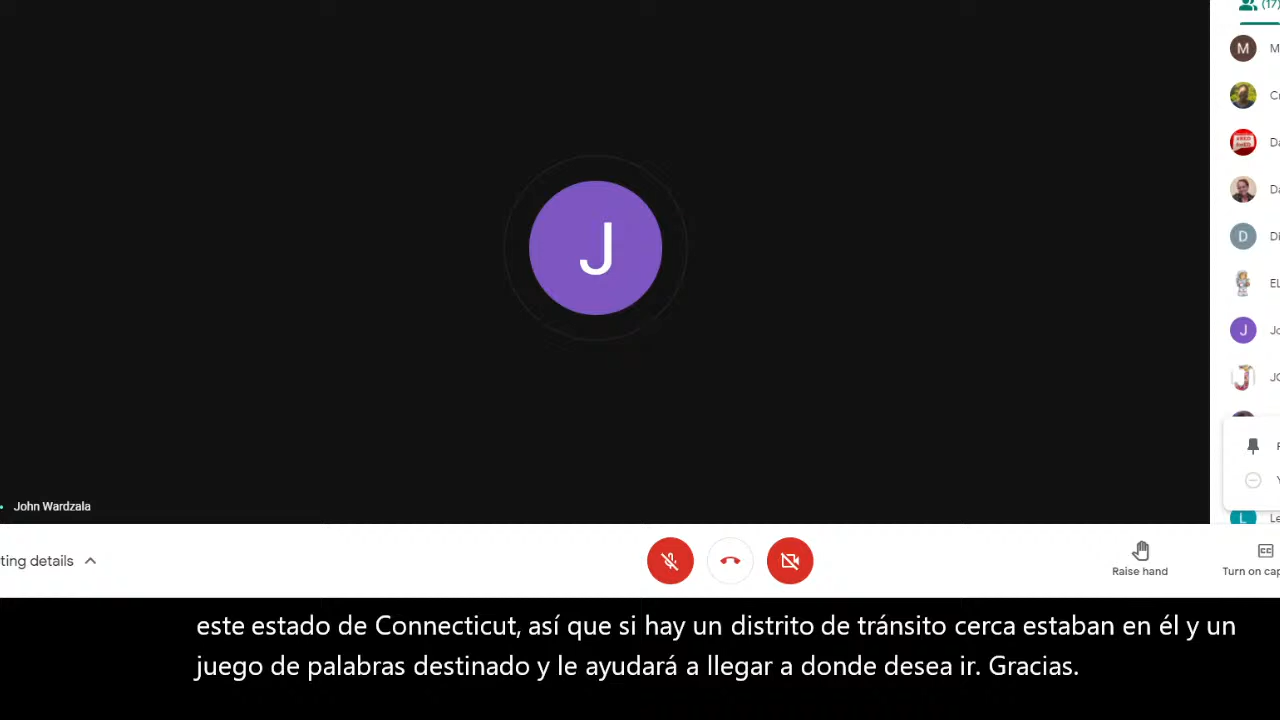 (17)
M
J
D
J
John Wardzala
L
ting details
Raise hand
Turn on cap
este estado de Connecticut, así que si hay un distrito de tránsito cerca estaban en él y un
juego de palabras destinado y le ayudará a llegar a donde desea ir. Gracias.